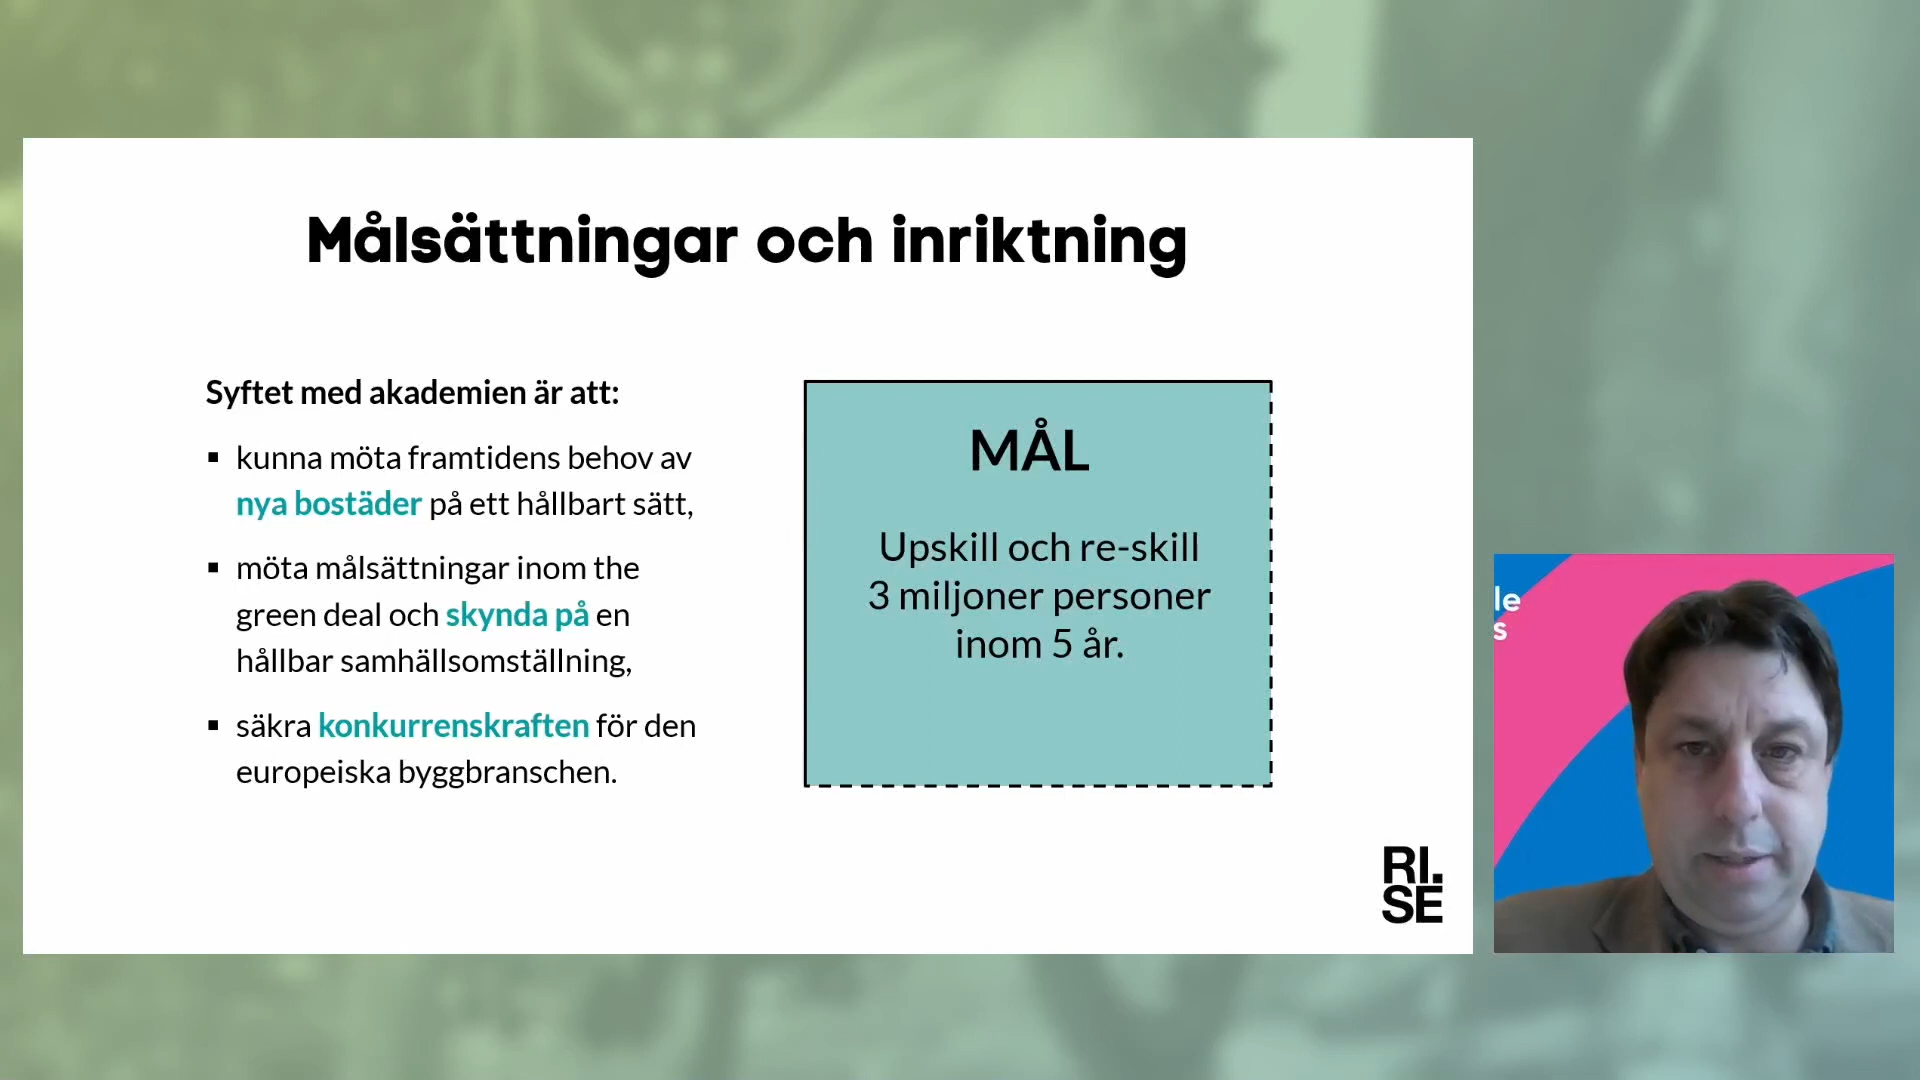 Målsättningar och inriktning
Syftet med akademien är att:
▪ kunna möta framtidens behov av
nya bostäder på ett hållbart sätt,
▪ möta målsättningar inom the
green deal och skynda på en
hållbar samhällsomställning,
▪ säkra konkurrenskraften för den
europeiska byggbranschen.
MÅL
Upskill och re-skill
3 miljoner personer
inom 5 år.
RI.
SE
le
s